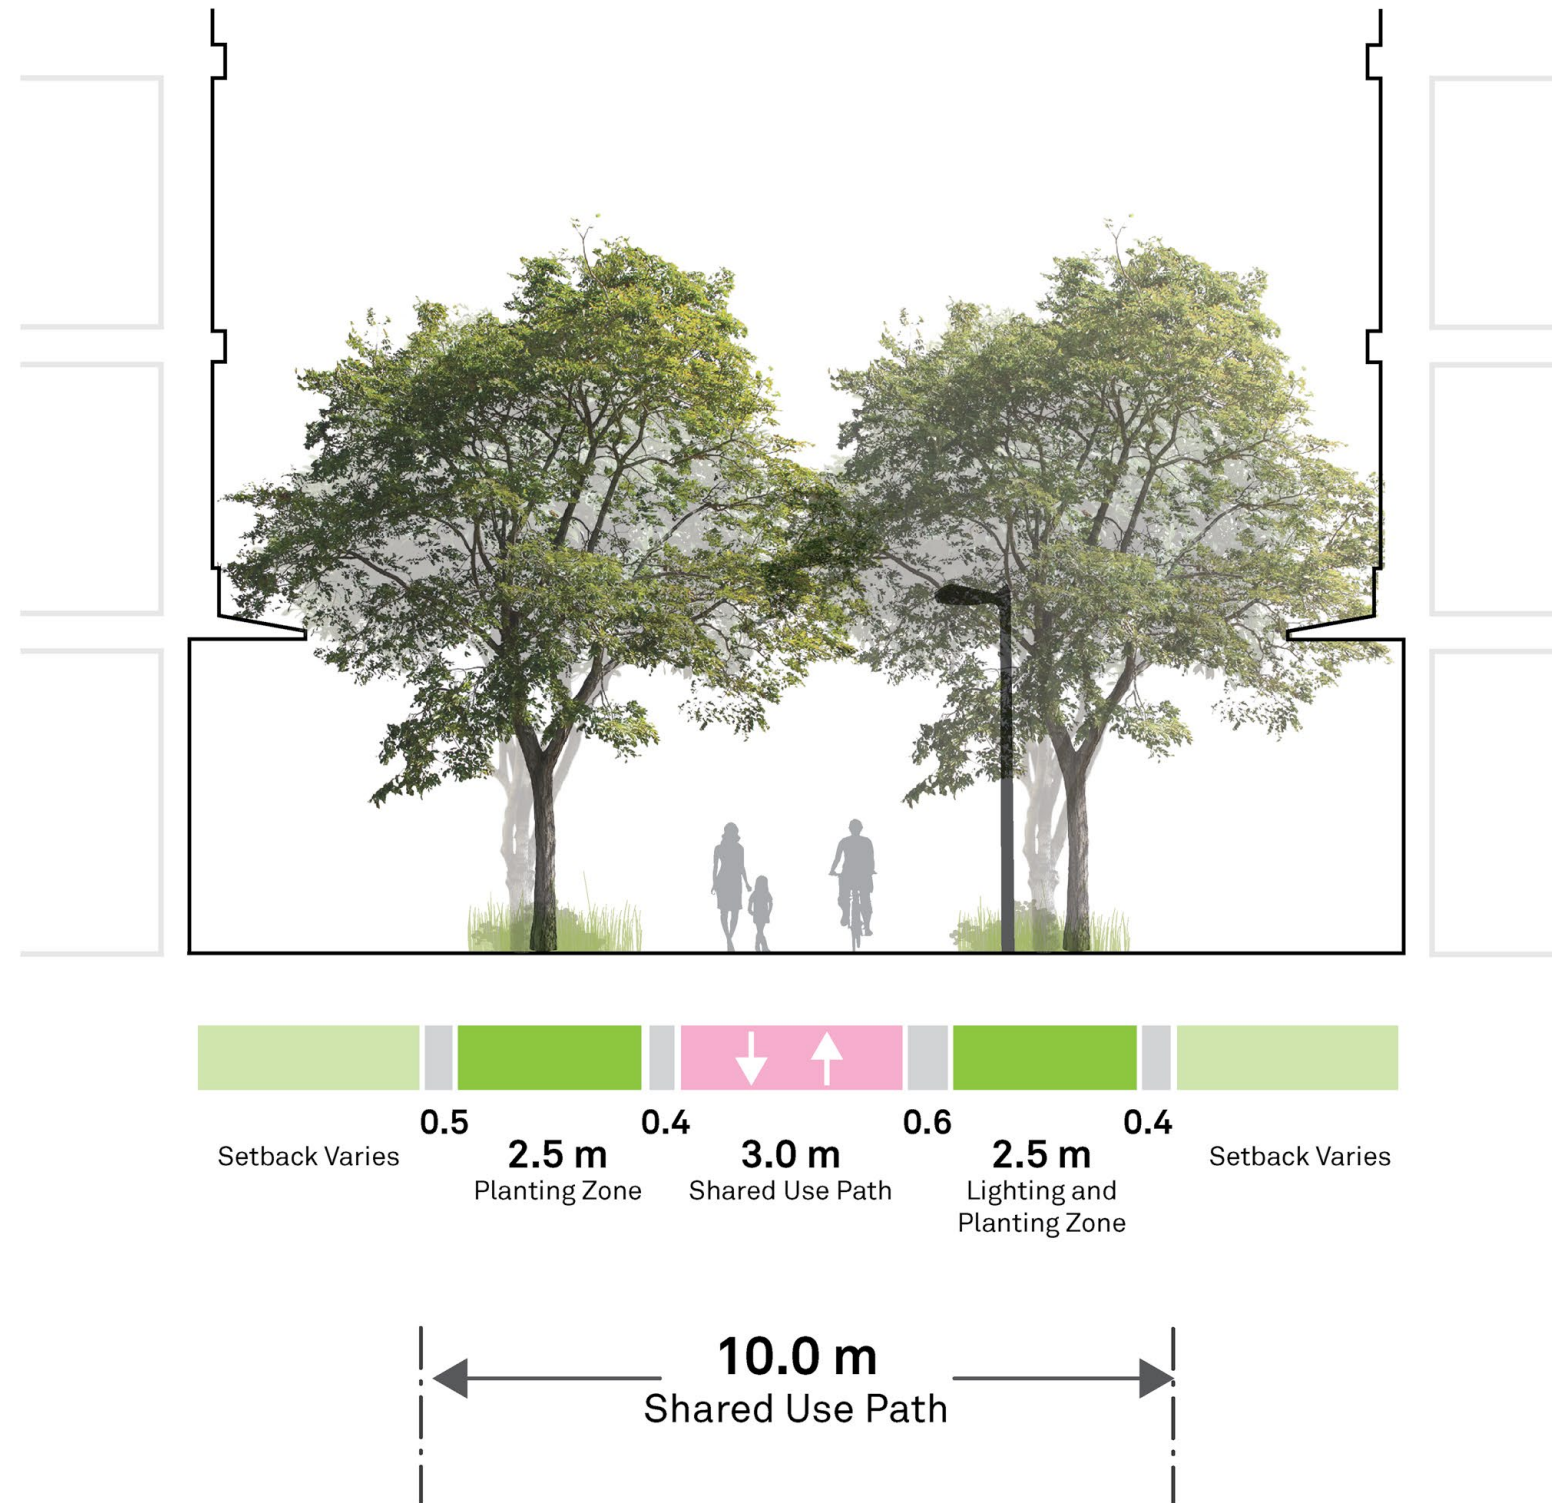 0.5
0.4
0.6
0.4
Setback Varies
2.5 m
Planting Zone
3.0 m
Shared Use Path
2.5 m
Lighting and
Planting Zone
Setback Varies
10.0 m
Shared Use Path